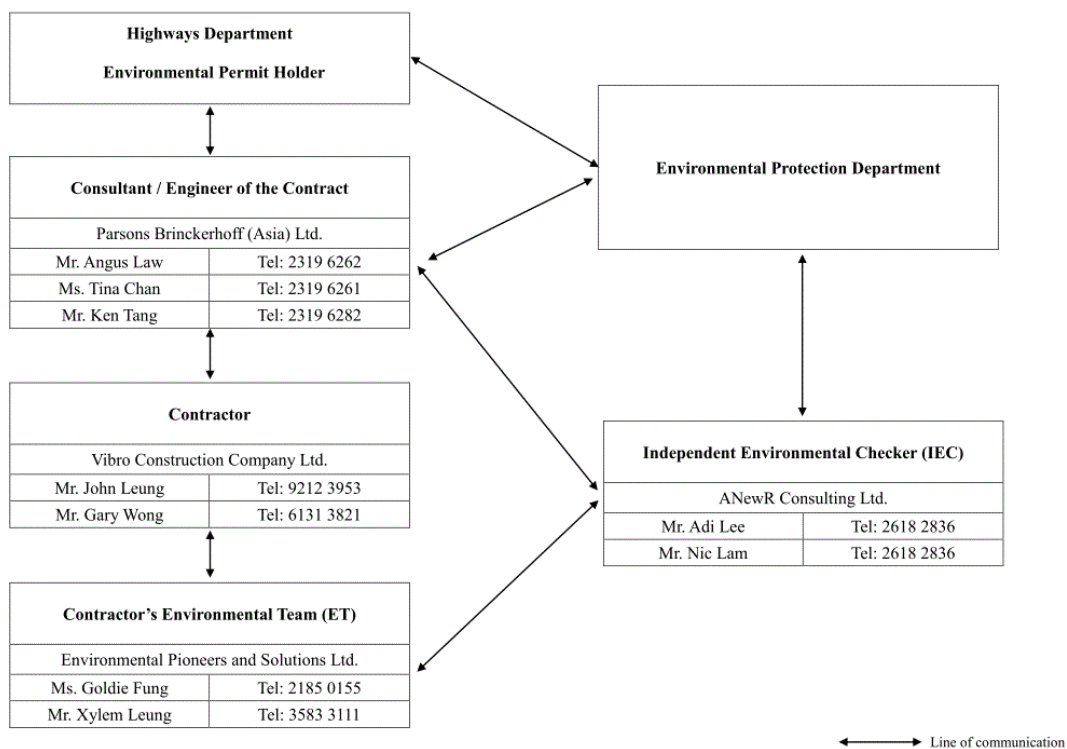 Highways Department
Environmental Permit Holder
Environmental Protection Department
Consultant / Engineer of the Contract
Parsons Brinckerhoff (Asia) Ltd.
Mr. Angus Law Tel: 2319 6262
Ms. Tina Chan Tel: 2319 6261
Mr. Ken Tang Tel: 2319 6282
Contractor
Vibro Construction Company Ltd.
Mr. John Leung Tel: 9212 3953
Mr. Gary Wong Tel: 6131 3821
Independent Environmental Checker (IEC)
ANewR Consulting Ltd.
Mr. Adi Lee Tel: 2618 2836
Mr. Nic Lam Tel: 2618 2836
Contractor’s Environmental Team (ET)
Environmental Pioneers and Solutions Ltd.
Ms. Goldie Fung Tel: 2185 0155
Mr. Xylem Leung Tel: 3583 3111
Line of communication